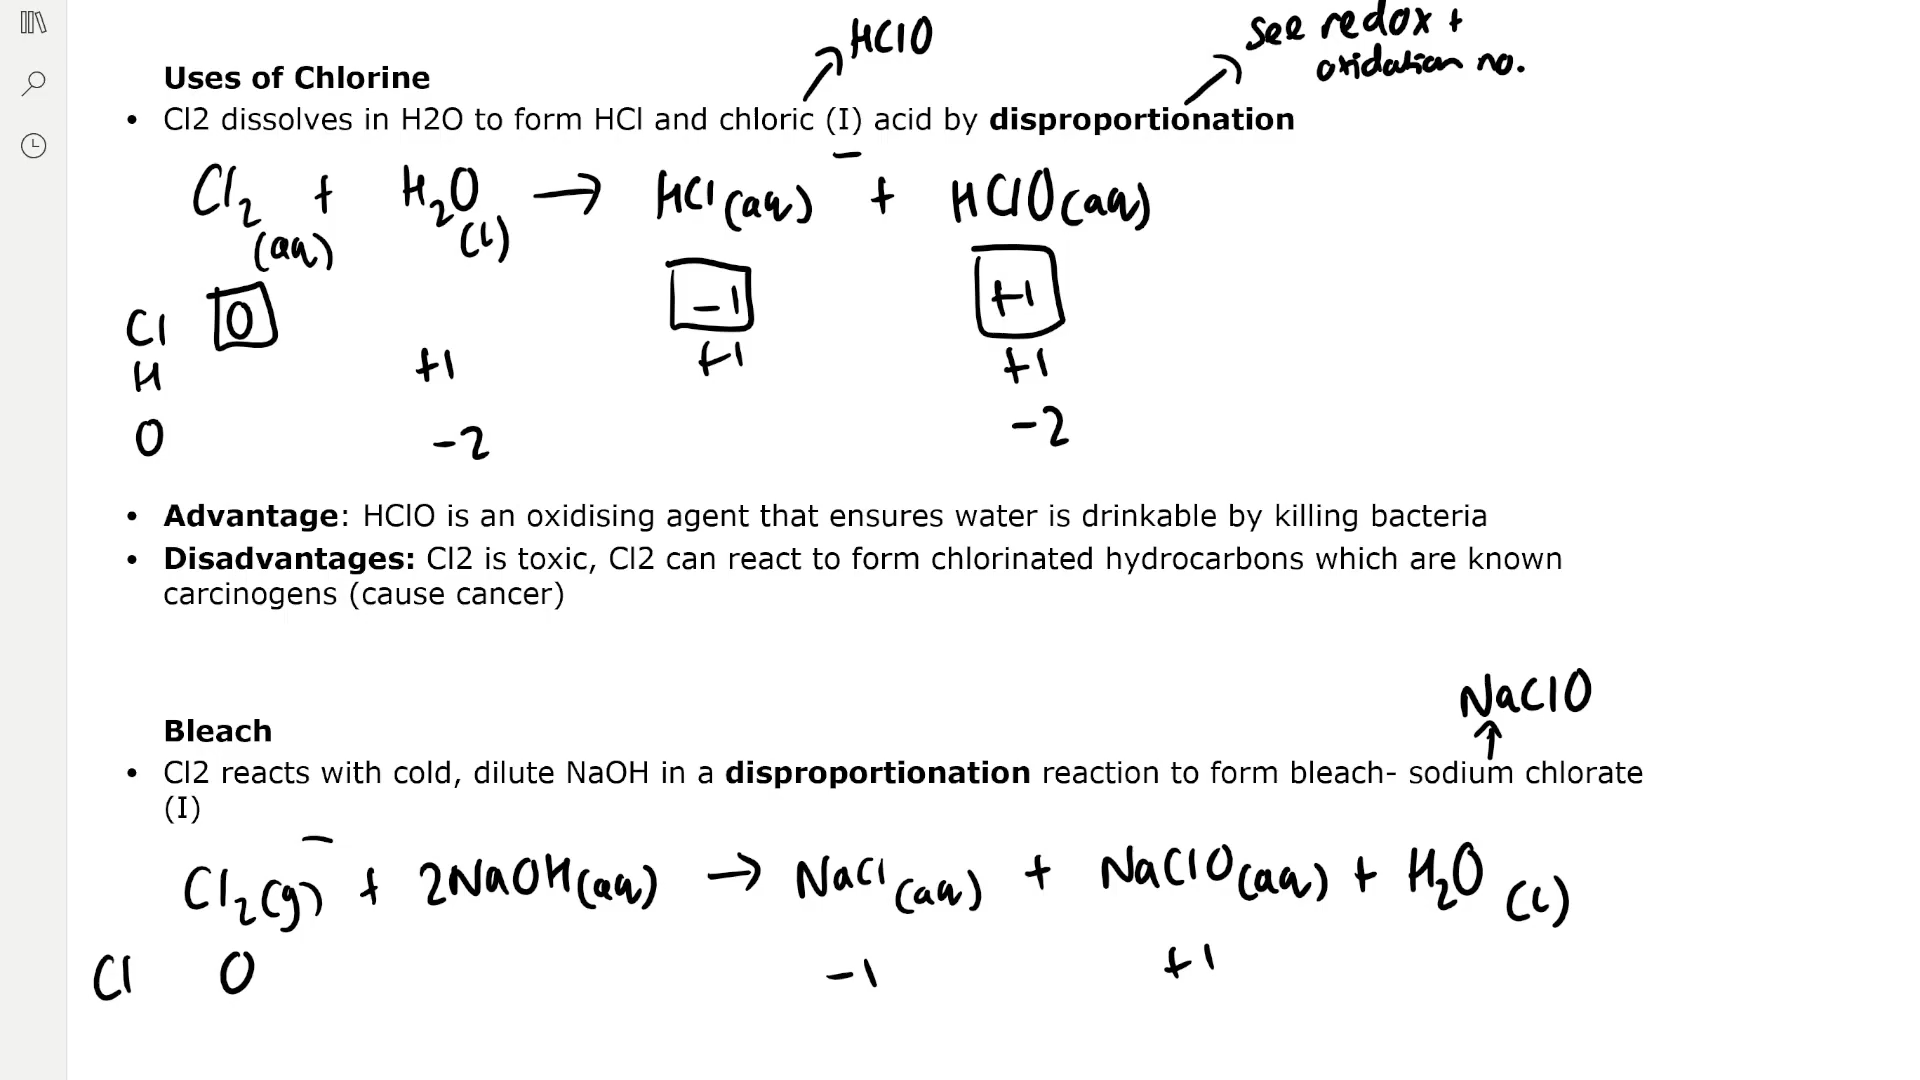 HClO
see redox +
oxidation no.
Uses of Chlorine
• Cl2 dissolves in H2O to form HCl and chloric (I) acid by disproportionation
Cl₂(aq) + H₂O(l) → HCl(aq) + HClO(aq)
Cl 0 -1 +1
H +1 +1 +1
O -2 -2
• Advantage: HClO is an oxidising agent that ensures water is drinkable by killing bacteria
• Disadvantages: Cl2 is toxic, Cl2 can react to form chlorinated hydrocarbons which are known
carcinogens (cause cancer)
NaClO
Bleach
• Cl2 reacts with cold, dilute NaOH in a disproportionation reaction to form bleach- sodium chlorate
(I)
Cl₂(g) + 2NaOH(aq) → NaCl(aq) + NaClO(aq) + H₂O(l)
Cl 0 -1 +1